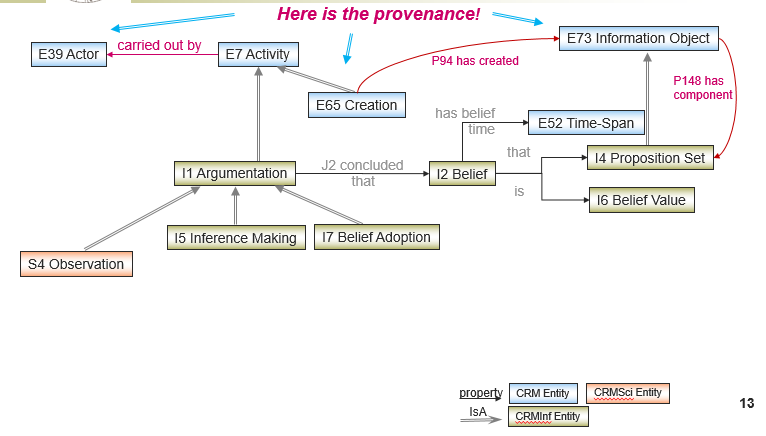 Here is the provenance!
E39 Actor
carried out by
E7 Activity
E73 Information Object
P94 has created
P148 has
component
E65 Creation
has belief
time
E52 Time-Span
that
I4 Proposition Set
I1 Argumentation
J2 concluded
that
I2 Belief
is
I6 Belief Value
I5 Inference Making
I7 Belief Adoption
S4 Observation
property
CRM Entity
CRMSci Entity
IsA
CRMInf Entity
13